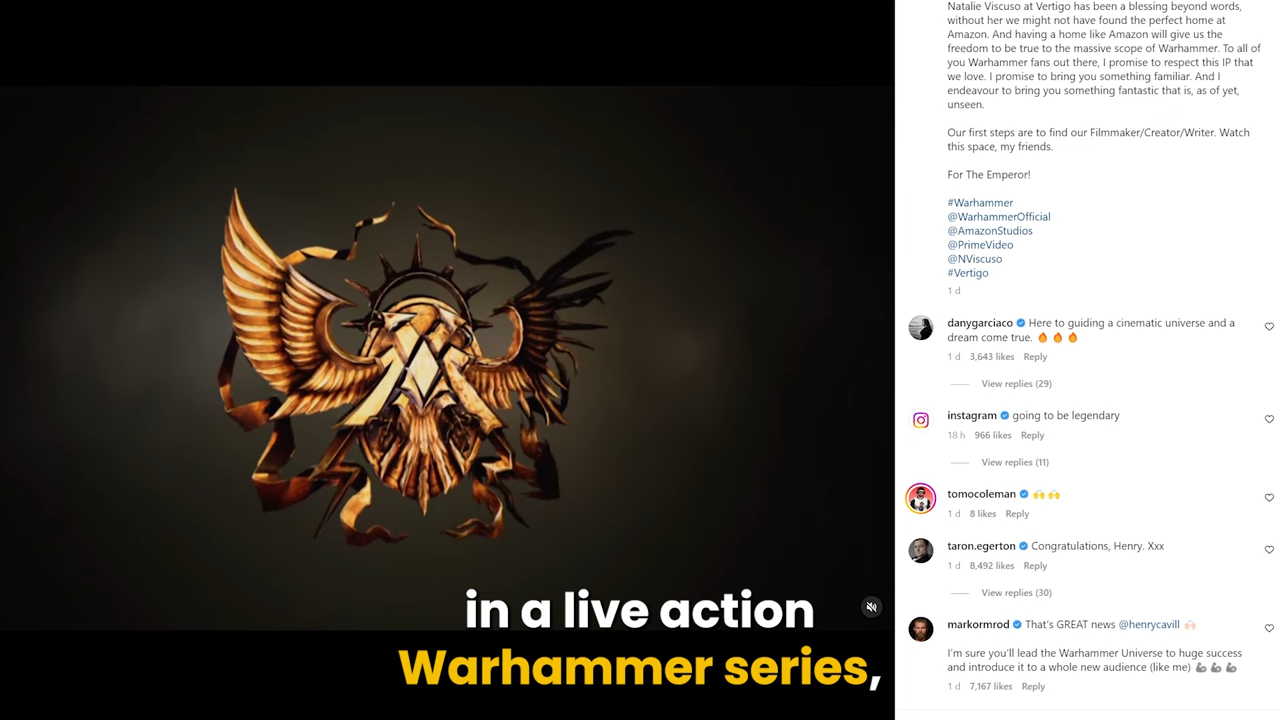 Natalie Viscuso at Vertigo has been a blessing beyond words,
without her we might not have found the perfect home at
Amazon. And having a home like Amazon will give us the
freedom to be true to the massive scope of Warhammer. To all of
you Warhammer fans out there, I promise to respect this IP that
we love. I promise to bring you something familiar. And I
endeavour to bring you something fantastic that is, as of yet,
unseen.
Our first steps are to find our Filmmaker/Creator/Writer. Watch
this space, my friends.
For The Emperor!
#Warhammer
@WarhammerOfficial
@AmazonStudios
@PrimeVideo
@NViscuso
#Vertigo
1 d
danygarciaco Here to guiding a cinematic universe and a
dream come true. 🔥 🔥 🔥
1 d 3,643 likes Reply
View replies (29)
instagram going to be legendary
18 h 966 likes Reply
View replies (11)
tomocoleman 🙌🙌
1 d 8 likes Reply
taron.egerton Congratulations, Henry. Xxx
1 d 8,492 likes Reply
View replies (30)
markormrod That's GREAT news @henrycavill 🙌🏻
I'm sure you'll lead the Warhammer Universe to huge success
and introduce it to a whole new audience (like me) 🦾 🦾 🦾
1 d 7,167 likes Reply
in a live action
Warhammer series,